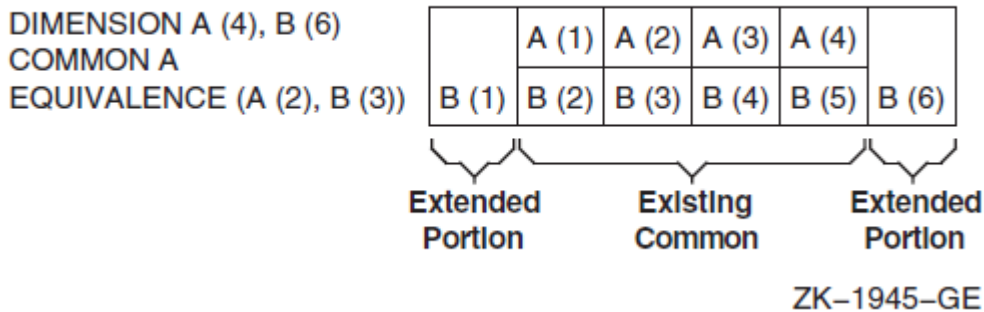 DIMENSION A (4), B (6)
COMMON A
EQUIVALENCE (A (2), B (3))
A (1) A (2) A (3) A (4)
B (1) B (2) B (3) B (4) B (5) B (6)
Extended Portion
Existing Common
Extended Portion
ZK–1945–GE